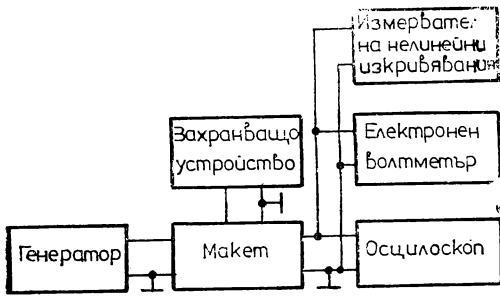 Измервател
на нелинейни
изкривявания
Захранващо
устройство
Електронен
волтметър
Генератор
Макет
Осцилоскоп